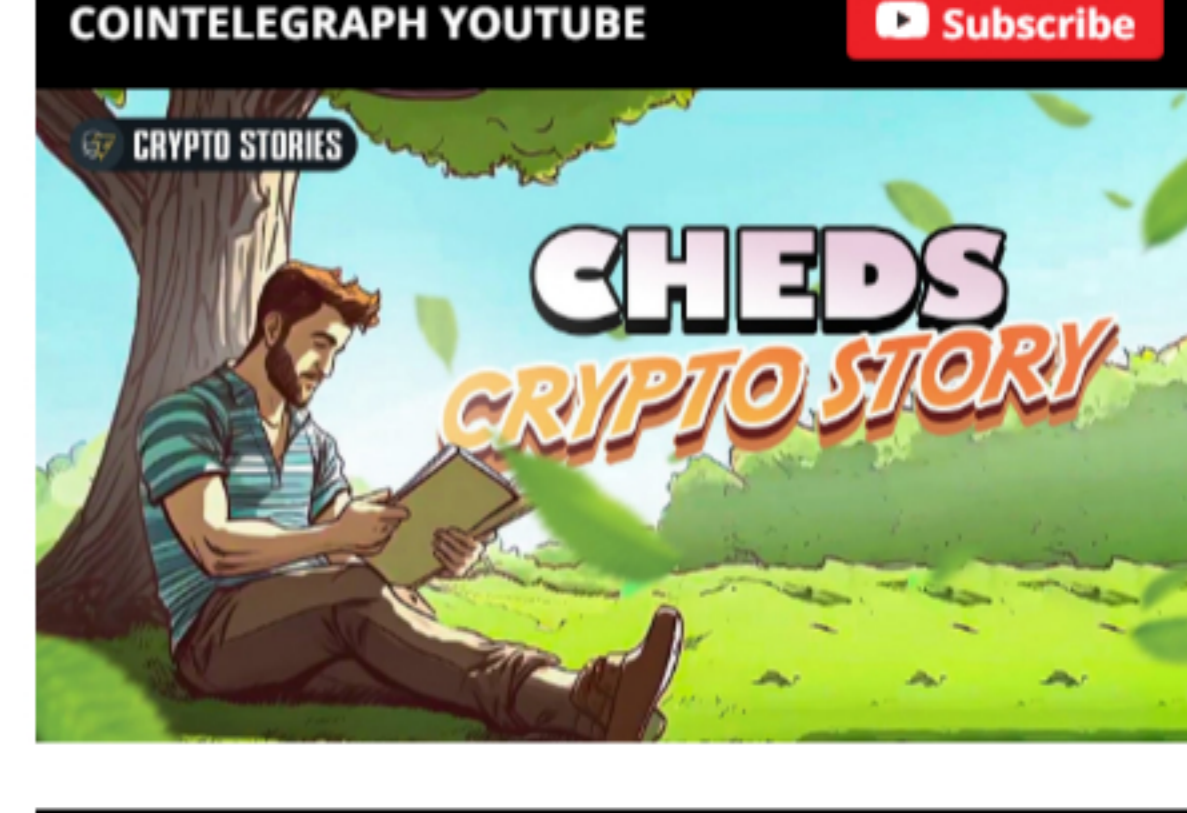 COINTELEGRAPH YOUTUBE
Subscribe
CRYPTO STORIES
CHEDS
CRYPTO STORY